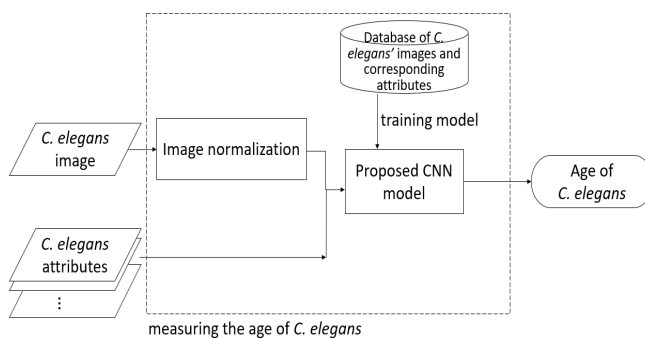 Database of C.
elegans' images and
corresponding
attributes
training model
C. elegans
image
Image normalization
Proposed CNN
model
Age of
C. elegans
C. elegans
attributes
⋮
measuring the age of C. elegans